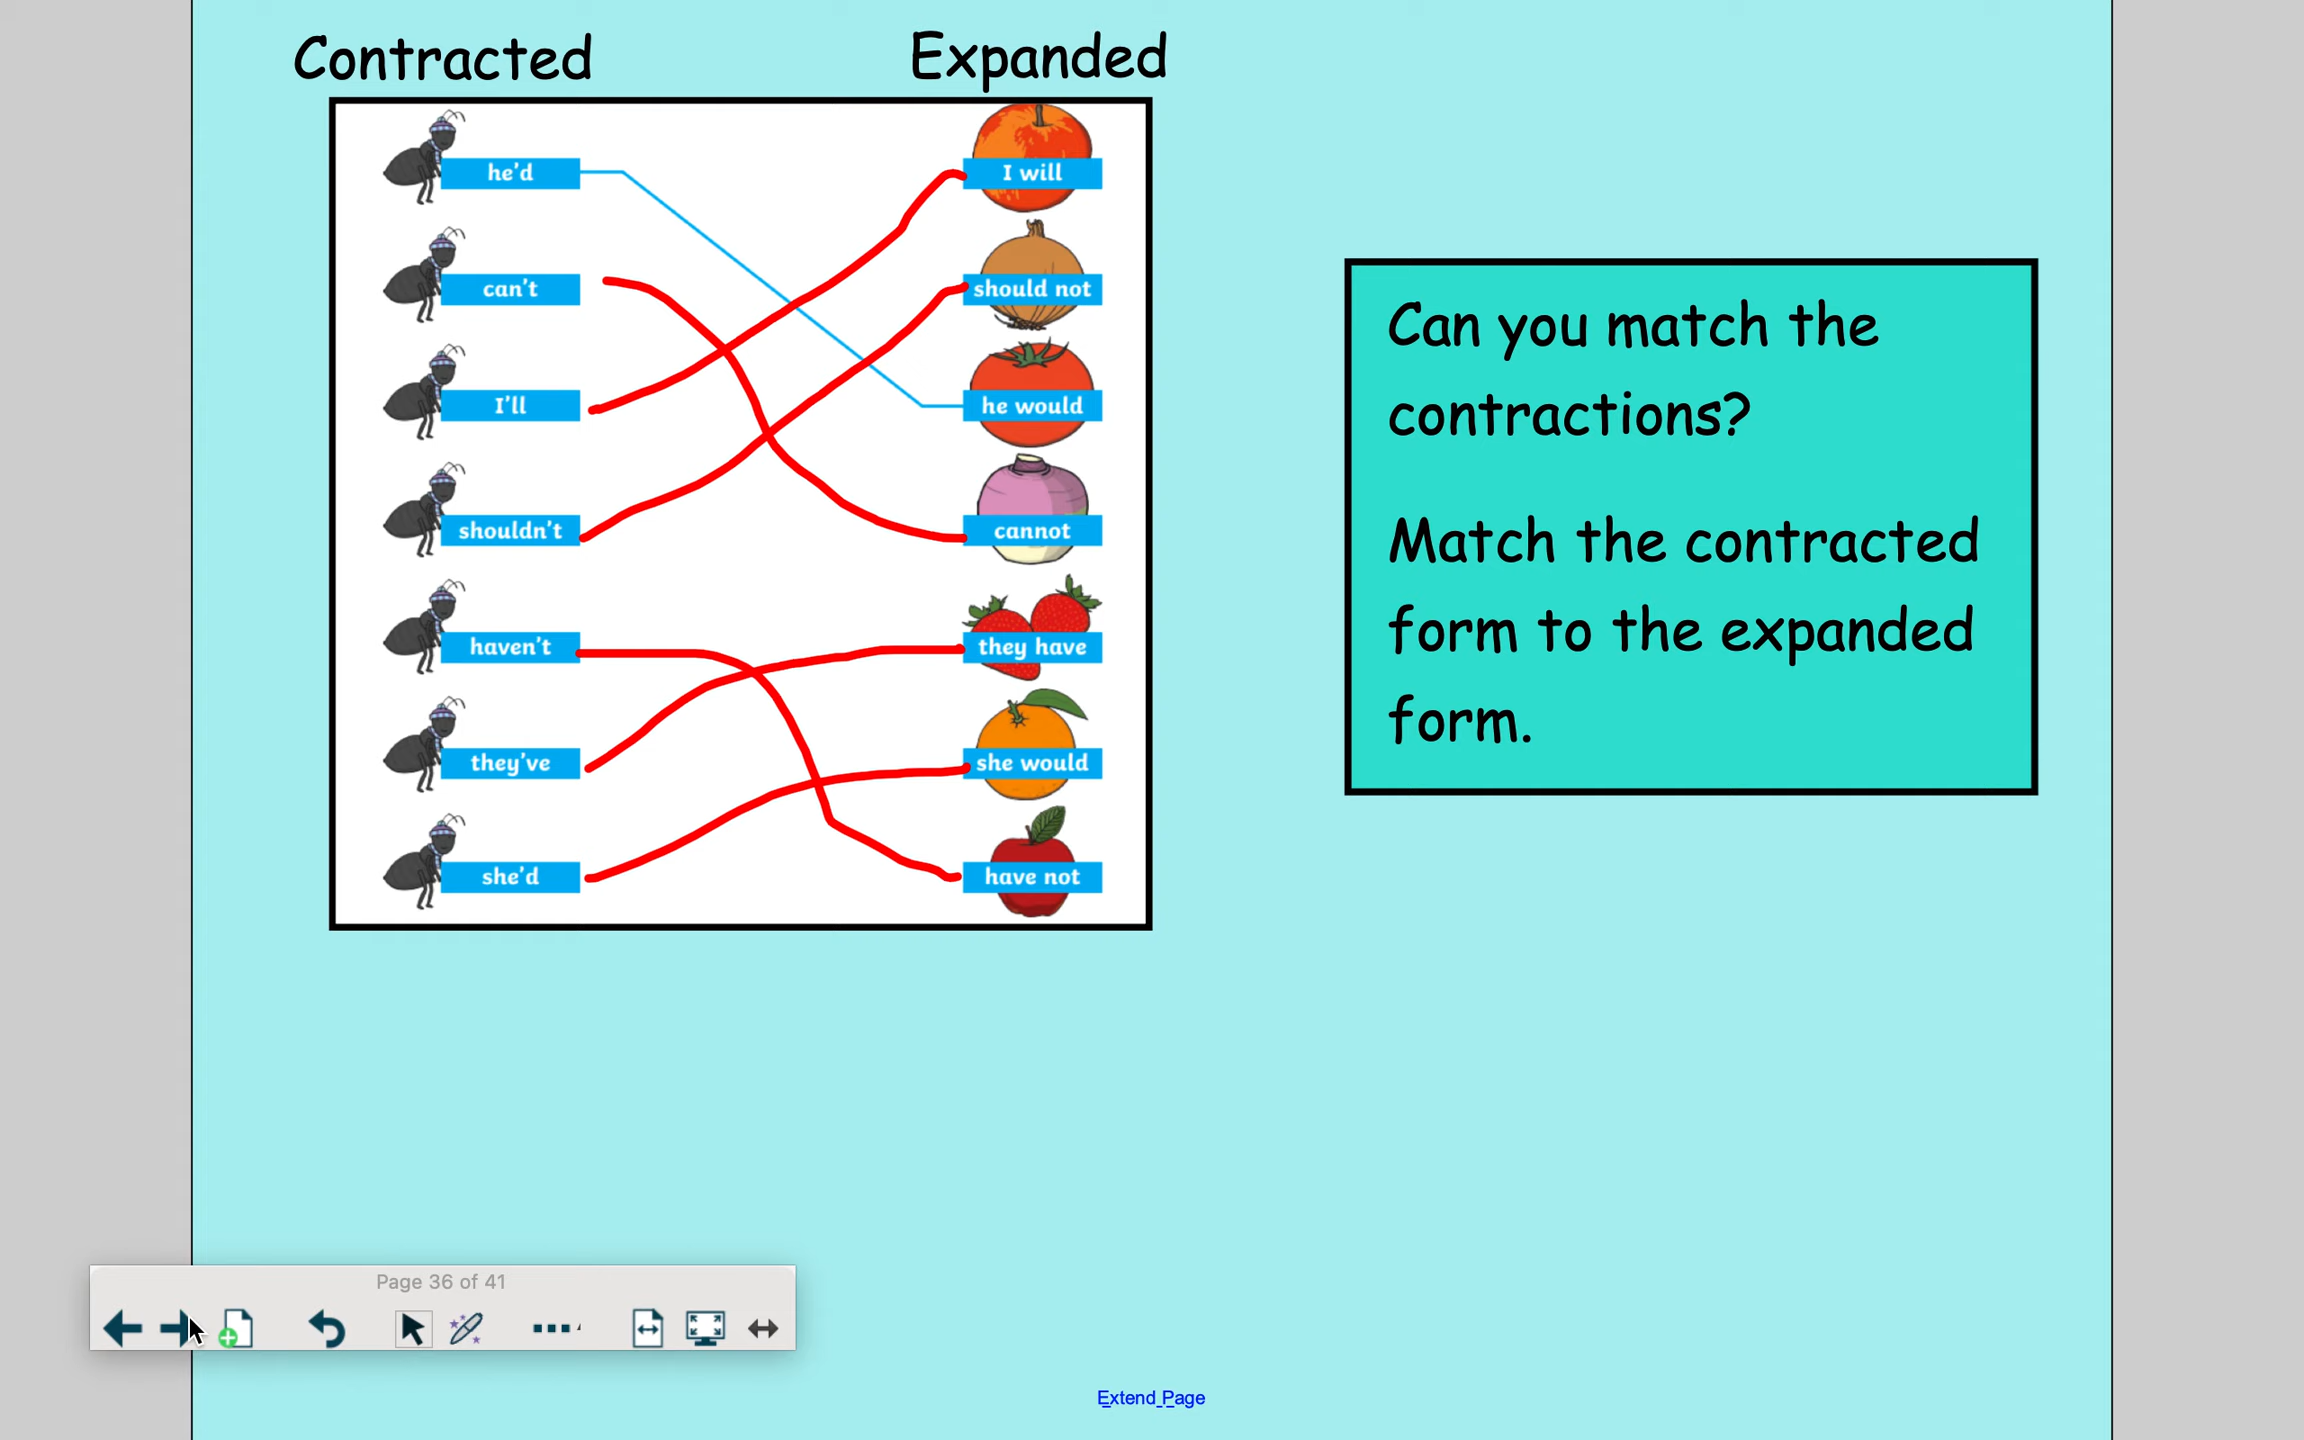 Contracted
Expanded
he'd
I will
can't
should not
I'll
he would
shouldn't
cannot
haven't
they have
they've
she would
she'd
have not
Can you match the
contractions?
Match the contracted
form to the expanded
form.
Page 36 of 41
Extend Page